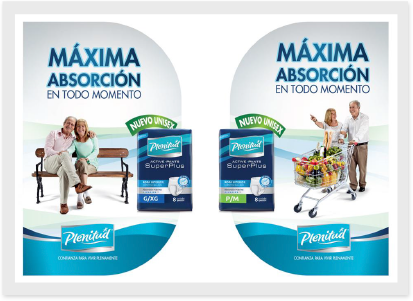 MÁXIMA
ABSORCIÓN
EN TODO MOMENTO
NUEVO UNISEX
Plenitud
ACTIVE PANTS
SuperPlus
G/XG
8
Plenitud
CONFIANZA PARA VIVIR PLENAMENTE
MÁXIMA
ABSORCIÓN
EN TODO MOMENTO
NUEVO UNISEX
Plenitud
ACTIVE PANTS
SuperPlus
P/M
8
Plenitud
CONFIANZA PARA VIVIR PLENAMENTE